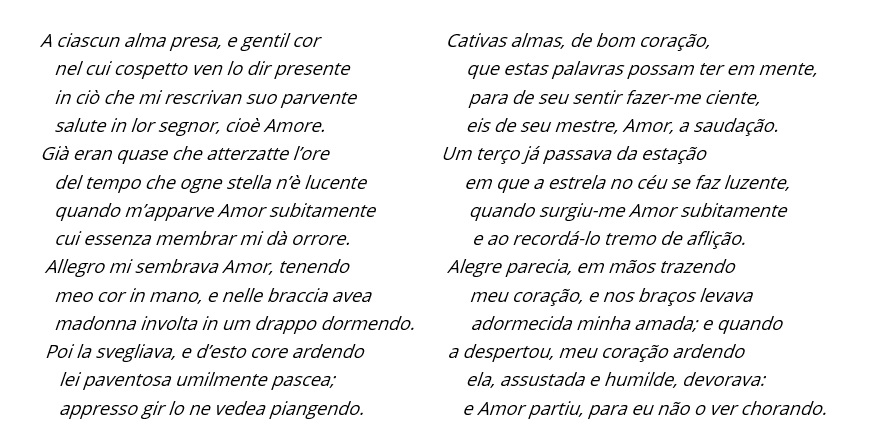 A ciascun alma presa, e gentil cor
nel cui cospetto ven lo dir presente
in ciò che mi rescrivan suo parvente
salute in lor segnor, cioè Amore.
Già eran quase che atterzatte l’ore
del tempo che ogne stella n’è lucente
quando m’apparve Amor subitamente
cui essenza membrar mi dà orrore.
Allegro mi sembrava Amor, tenendo
meo cor in mano, e nelle braccia avea
madonna involta in um drappo dormendo.
Poi la svegliava, e d’esto core ardendo
lei paventosa umilmente pascea;
appresso gir lo ne vedea piangendo.
Cativas almas, de bom coração,
que estas palavras possam ter em mente,
para de seu sentir fazer-me ciente,
eis de seu mestre, Amor, a saudação.
Um terço já passava da estação
em que a estrela no céu se faz luzente,
quando surgiu-me Amor subitamente
e ao recordá-lo tremo de aflição.
Alegre parecia, em mãos trazendo
meu coração, e nos braços levava
adormecida minha amada; e quando
a despertou, meu coração ardendo
ela, assustada e humilde, devorava:
e Amor partiu, para eu não o ver chorando.